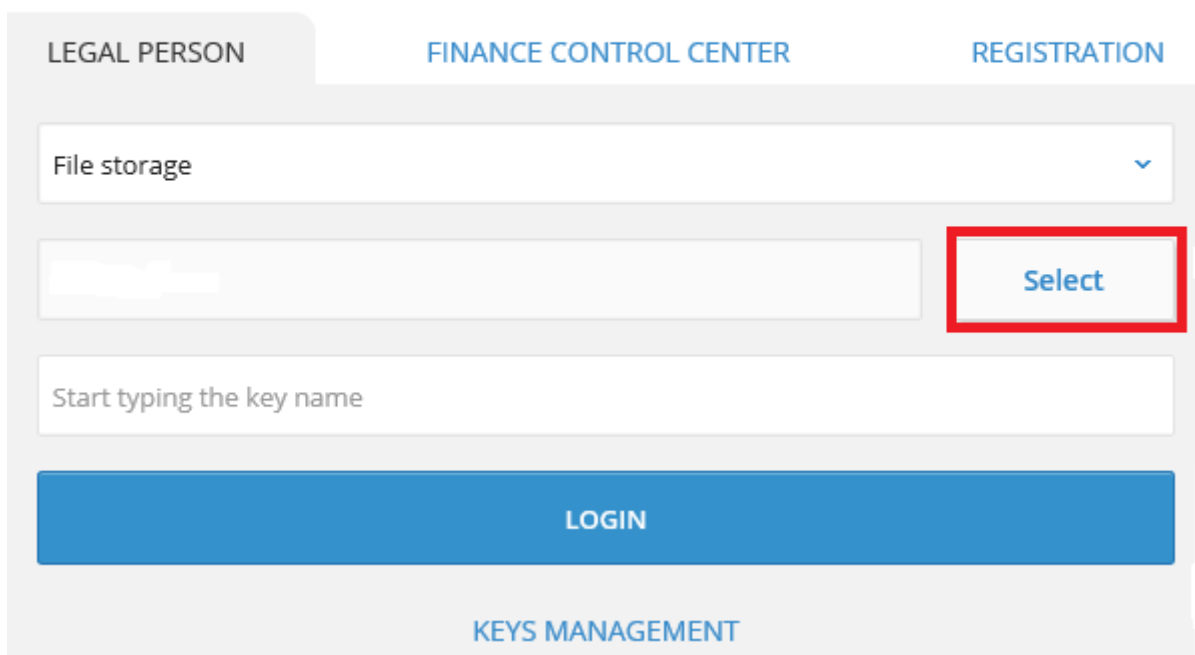 LEGAL PERSON FINANCE CONTROL CENTER REGISTRATION
File storage
Select
Start typing the key name
LOGIN
KEYS MANAGEMENT